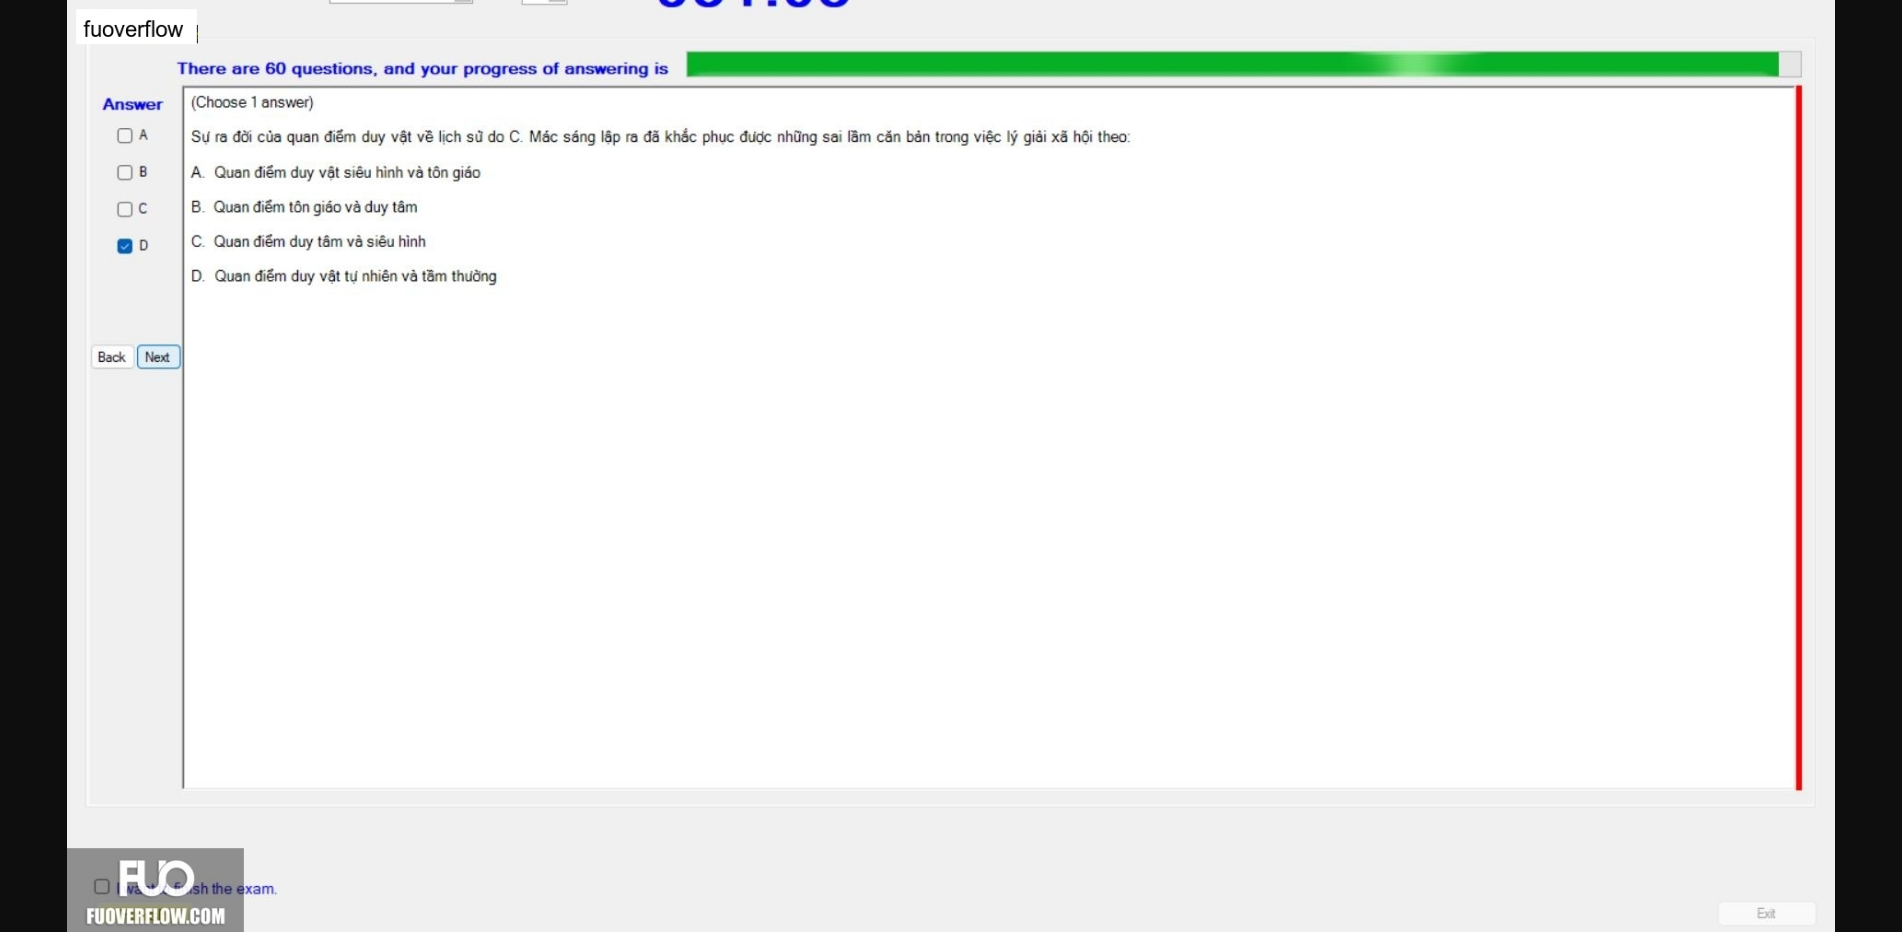 fuoverflow
There are 60 questions, and your progress of answering is
Answer
(Choose 1 answer)
A
Sự ra đời của quan điểm duy vật về lịch sử do C. Mác sáng lập ra đã khắc phục được những sai lầm căn bản trong việc lý giải xã hội theo:
B
A. Quan điểm duy vật siêu hình và tôn giáo
C
B. Quan điểm tôn giáo và duy tâm
D
C. Quan điểm duy tâm và siêu hình
D. Quan điểm duy vật tự nhiên và tầm thường
Back Next
FUO
I want finish the exam.
FUOVERFLOW.COM
Exit